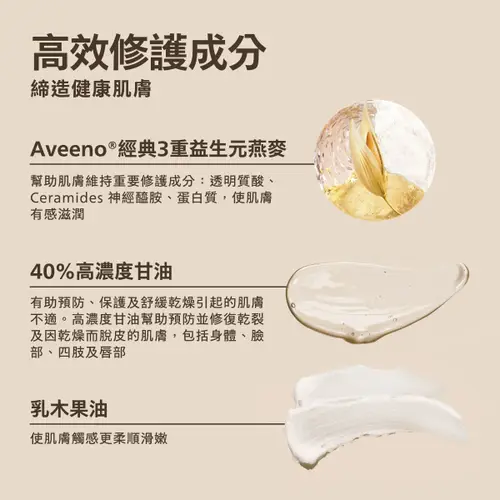 高效修護成分
締造健康肌膚
Aveeno®經典3重益生元燕麥
幫助肌膚維持重要修護成分：透明質酸、
Ceramides 神經醯胺、蛋白質，使肌膚
有感滋潤
40%高濃度甘油
有助預防、保護及舒緩乾燥引起的肌膚
不適。高濃度甘油幫助預防並修復乾裂
及因乾燥而脫皮的肌膚，包括身體、臉
部、四肢及唇部
乳木果油
使肌膚觸感更柔順滑嫩